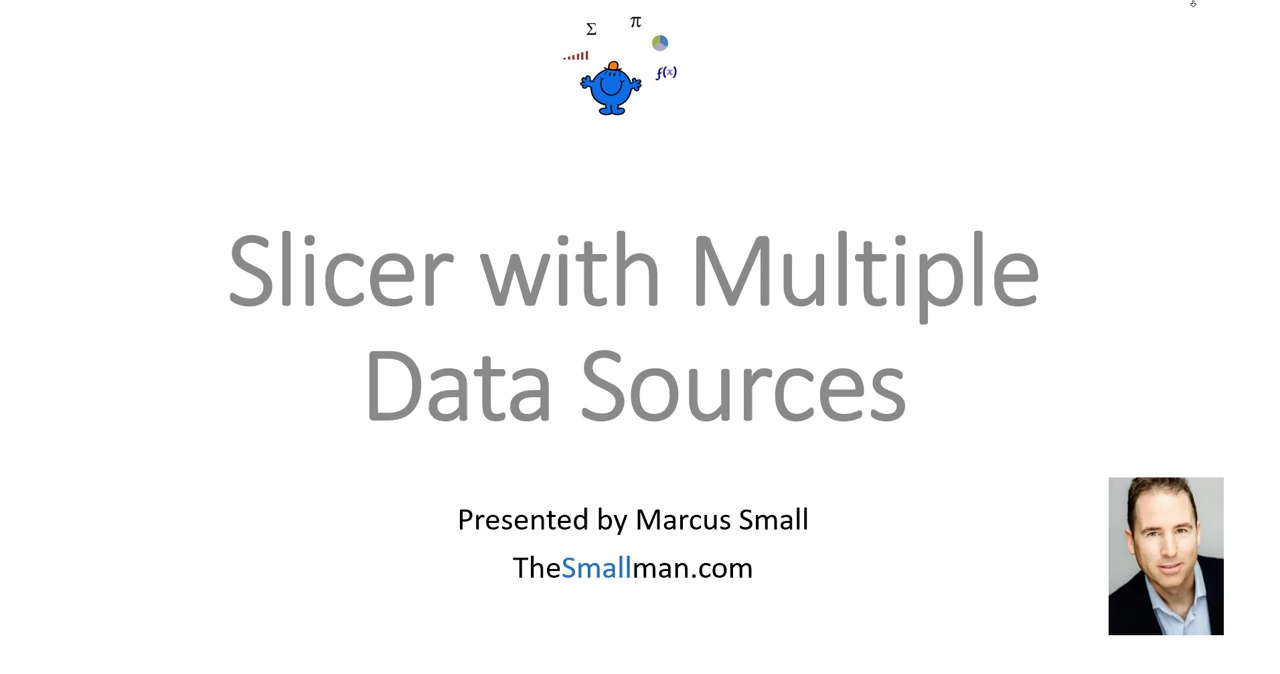 Σ π
f(x)
Slicer with Multiple
Data Sources
Presented by Marcus Small
TheSmallman.com